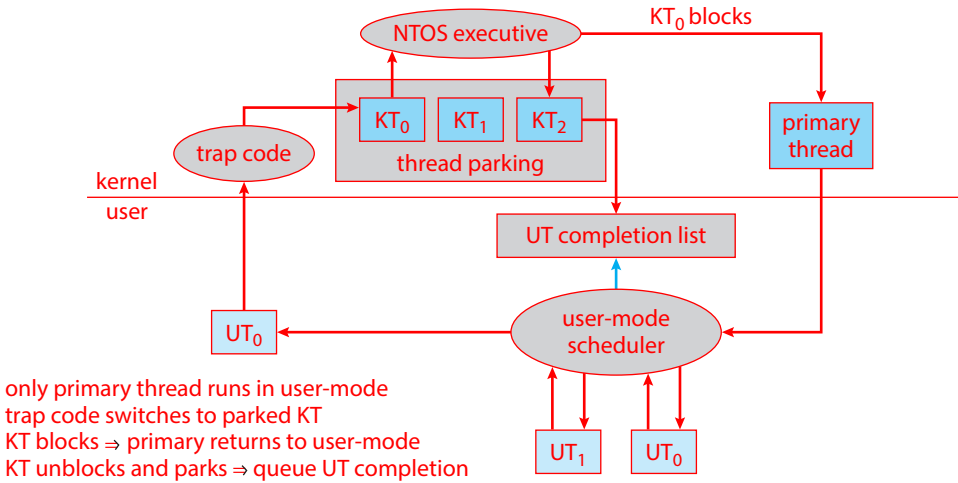 KT0 blocks
NTOS executive
KT0
KT1
KT2
primary
thread
trap code
thread parking
kernel
user
UT completion list
user-mode
scheduler
UT0
only primary thread runs in user-mode
trap code switches to parked KT
KT blocks ⇒ primary returns to user-mode
KT unblocks and parks ⇒ queue UT completion
UT1
UT0